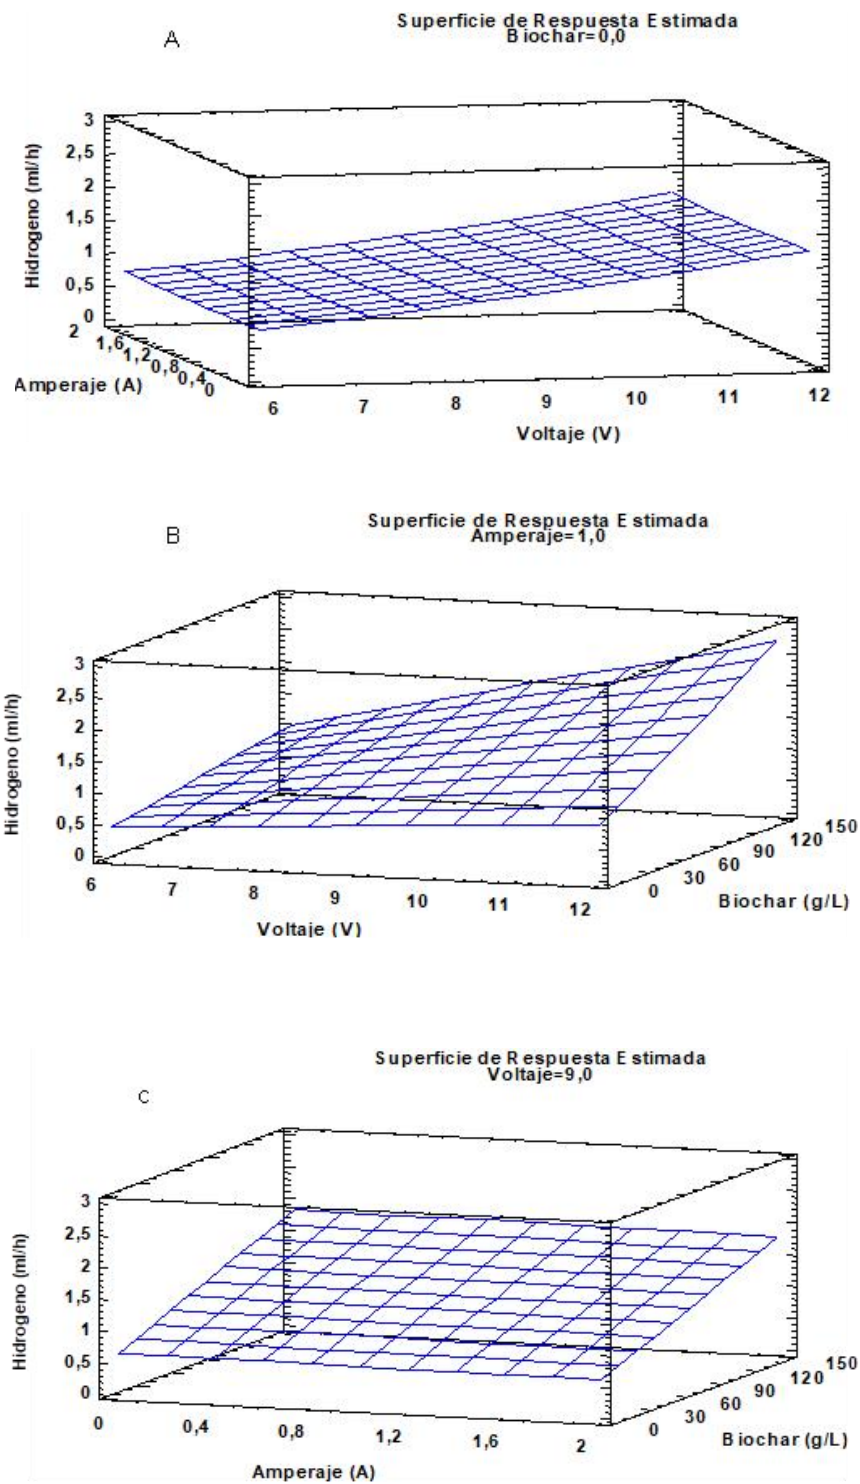 A
Superficie de Respuesta Estimada
Biochar=0,0
Hidrogeno (ml/h)
3
2,5
2
1,5
1
0,5
0
2
1,6
1,2
0,8
0,4
0
Amperaje (A)
6 7 8 9 10 11 12
Voltaje (V)
B
Superficie de Respuesta Estimada
Amperaje=1,0
Hidrogeno (ml/h)
3
2,5
2
1,5
1
0,5
0
6 7 8 9 10 11 12
Voltaje (V)
0 30 60 90 120 150
Biochar (g/L)
C
Superficie de Respuesta Estimada
Voltaje=9,0
Hidrogeno (ml/h)
3
2,5
2
1,5
1
0,5
0
0 0,4 0,8 1,2 1,6 2
Amperaje (A)
0 30 60 90 120 150
Biochar (g/L)